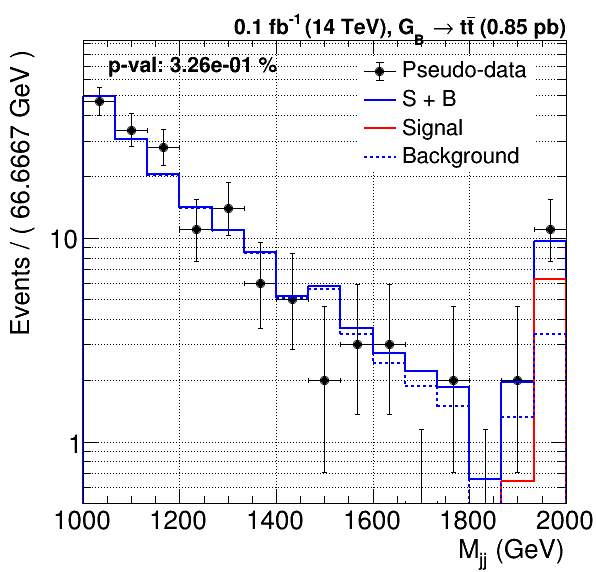 0.1 fb⁻¹ (14 TeV), G_B → tt̄ (0.85 pb)
p-val: 3.26e-01 %
Pseudo-data
S + B
Signal
Background
Events / ( 66.6667 GeV )
10
1
1000 1200 1400 1600 1800 2000
M_jj (GeV)